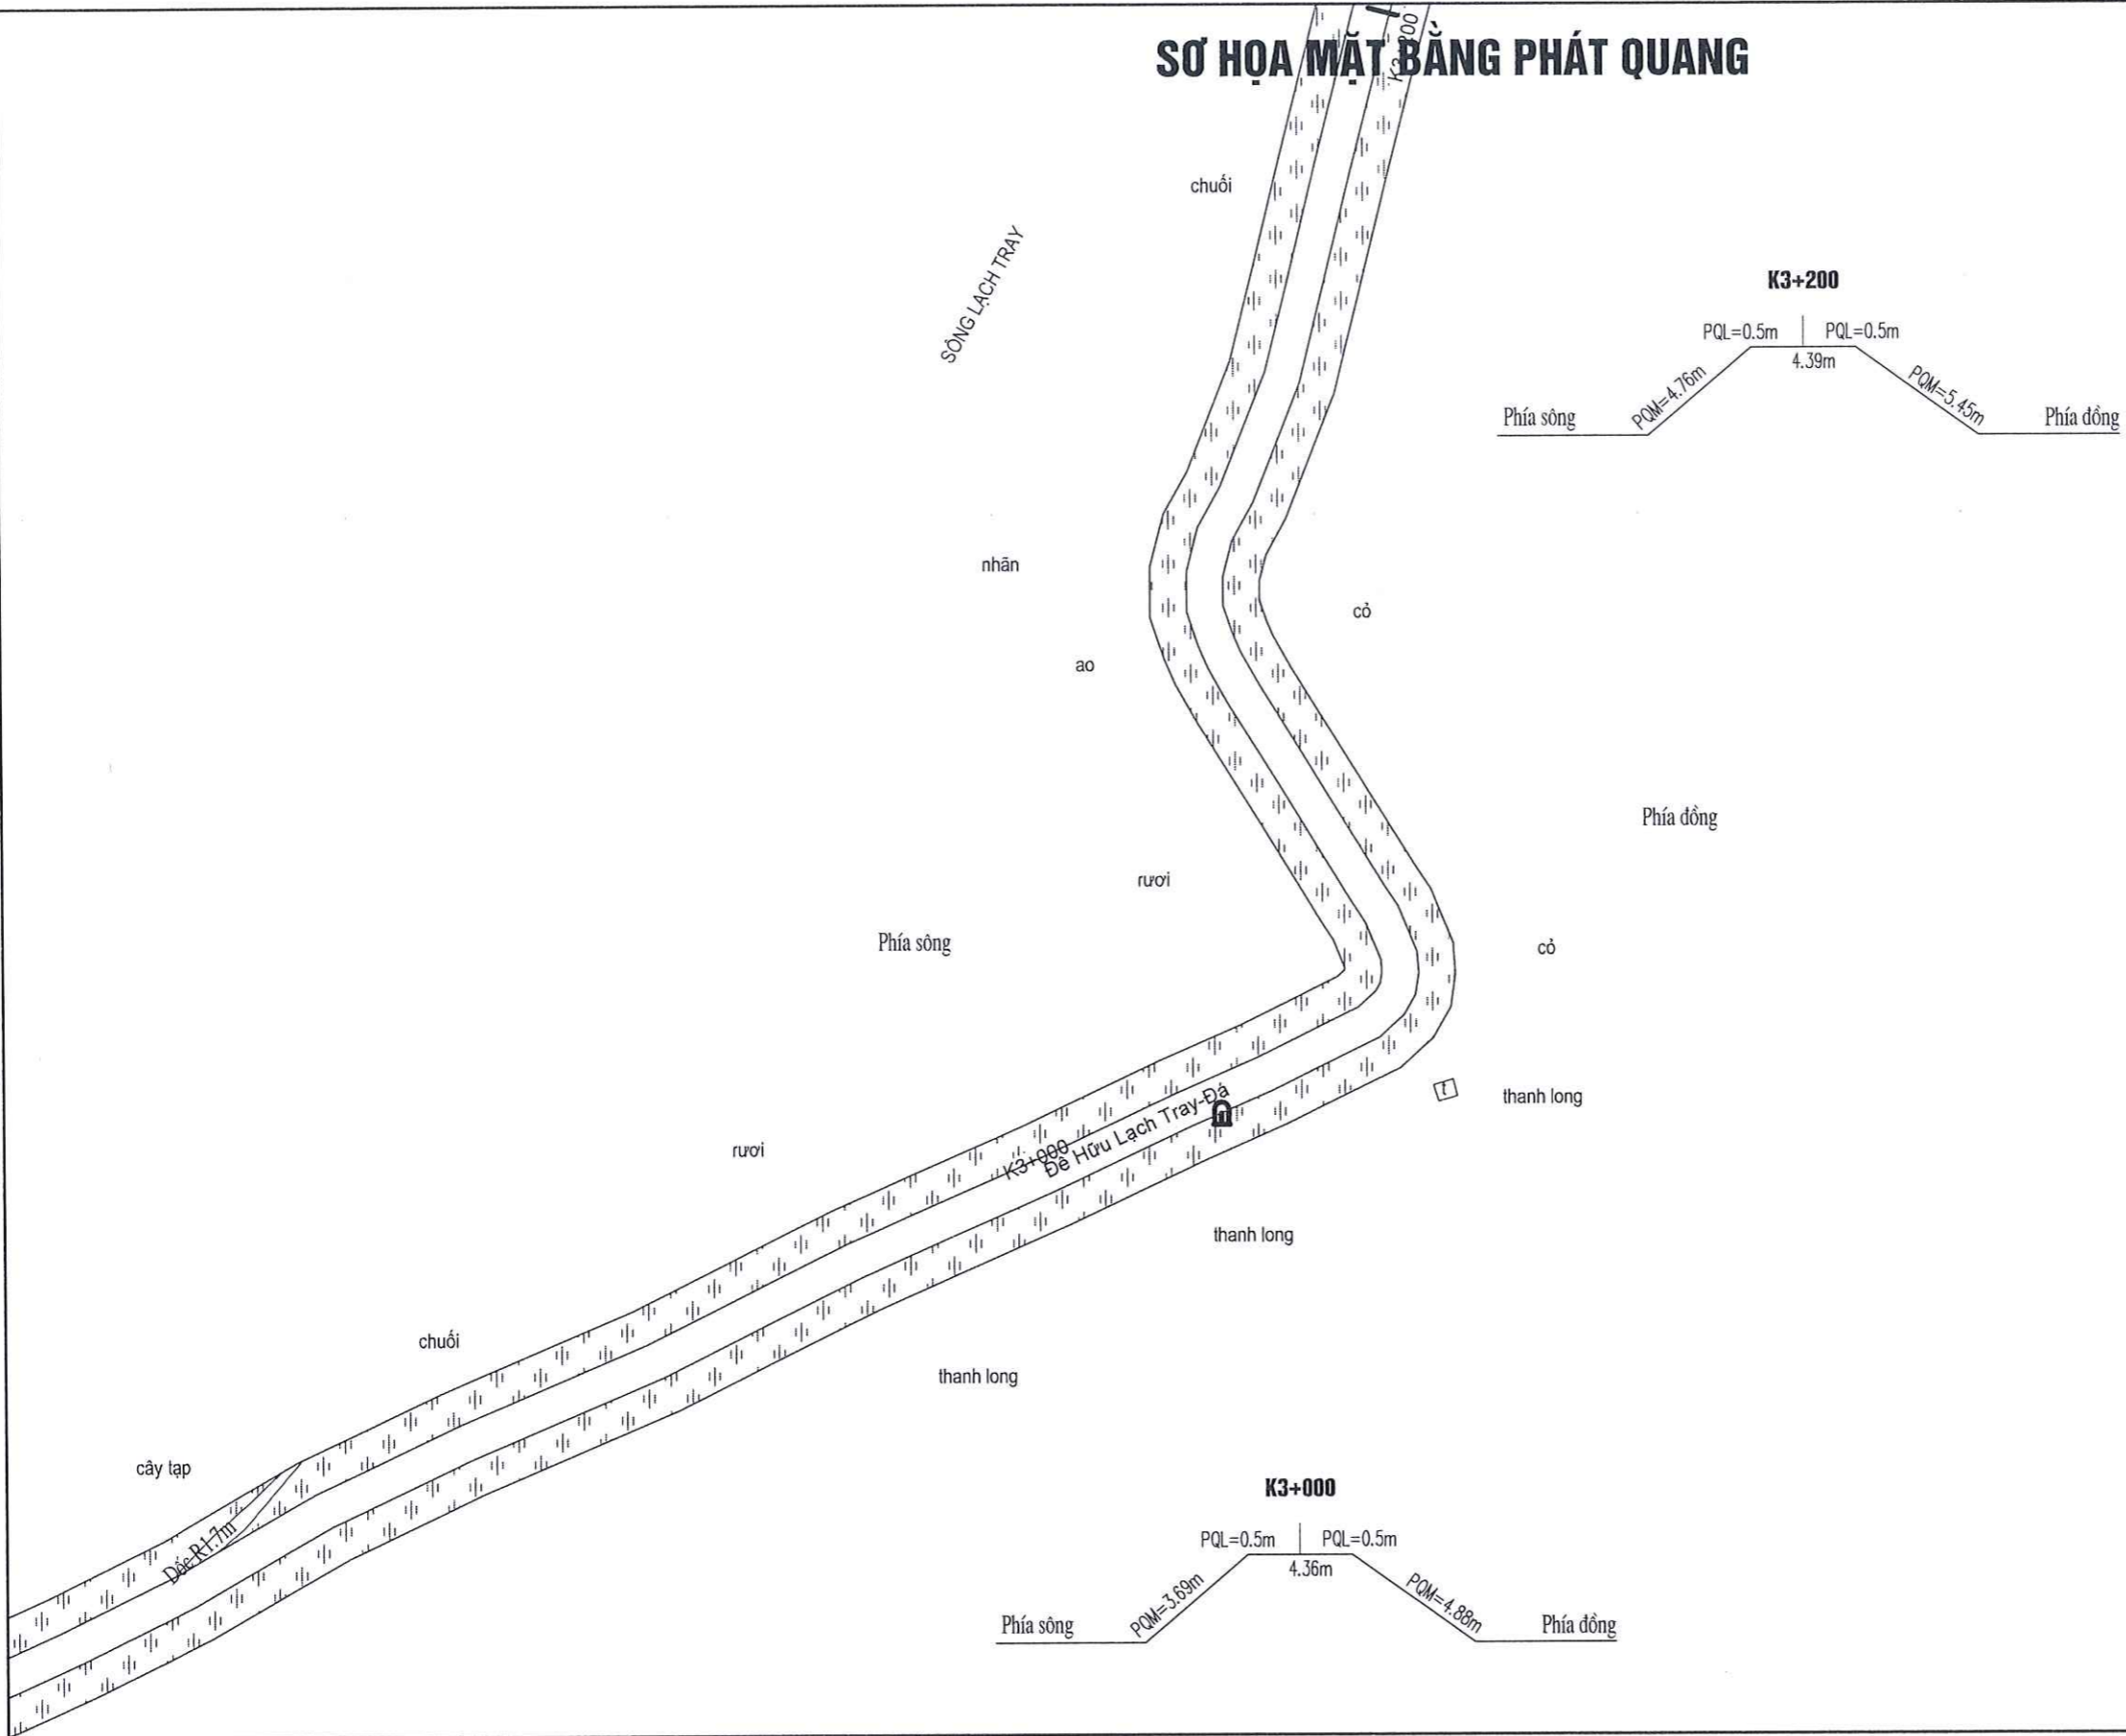 K3+200
SƠ HỌA MẶT BẰNG PHÁT QUANG
chuối
SÔNG LẠCH TRAY
K3+200
PQL=0.5m PQL=0.5m
4.39m
PQM=4.76m
PQM=5.45m
Phía sông
Phía đồng
nhãn
cỏ
ao
Phía đồng
rươi
Phía sông
cỏ
thanh long
Đê Hữu Lạch Tray-Đá
K3+000
rươi
thanh long
chuối
thanh long
cây tạp
Dốc R1.7m
K3+000
PQL=0.5m PQL=0.5m
4.36m
PQM=3.69m
PQM=4.88m
Phía sông
Phía đồng